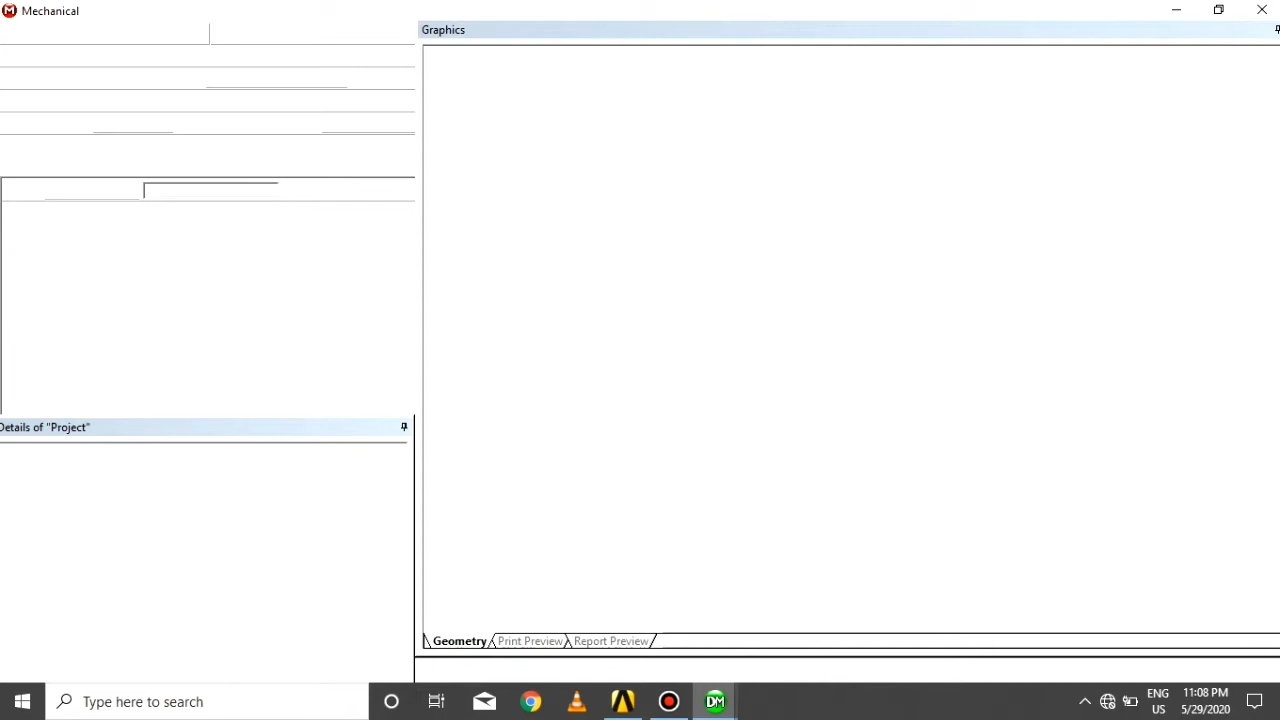 Mechanical
Graphics
Details of "Project"
Geometry
Print Preview
Report Preview
Type here to search
DM
ENG
US
11:08 PM
5/29/2020